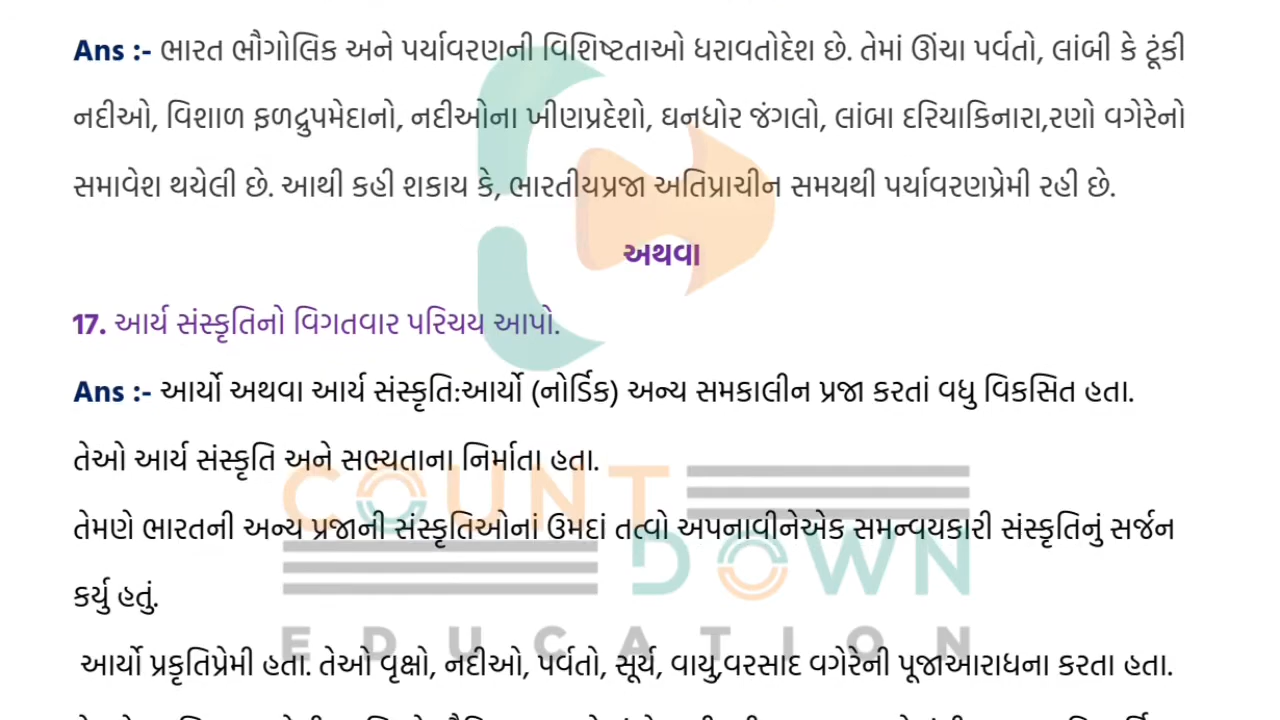 Ans :- ભારત ભૌગોલિક અને પર્યાવરણની વિશિષ્ટતાઓ ધરાવતોદેશ છે. તેમાં ઊંચા પર્વતો, લાંબી કે ટૂંકી
નદીઓ, વિશાળ ફળદ્રુપમેદાનો, નદીઓના ખીણપ્રદેશો, ઘનધોર જંગલો, લાંબા દરિયાકિનારા,રણો વગેરેનો
સમાવેશ થયેલી છે. આથી કહી શકાય કે, ભારતીયપ્રજા અતિપ્રાચીન સમયથી પર્યાવરણપ્રેમી રહી છે.
અથવા
17. આર્ય સંસ્કૃતિનો વિગતવાર પરિચય આપો.
Ans :- આર્યો અથવા આર્ય સંસ્કૃતિઃઆર્યો (નોર્ડિક) અન્ય સમકાલીન પ્રજા કરતાં વધુ વિકસિત હતા.
તેઓ આર્ય સંસ્કૃતિ અને સભ્યતાના નિર્માતા હતા.
COUNT
તેમણે ભારતની અન્ય પ્રજાની સંસ્કૃતિઓનાં ઉમદાં તત્વો અપનાવીનેએક સમન્વયકારી સંસ્કૃતિનું સર્જન
DOWN
કર્યુ હતું.
EDUCATION
આર્યો પ્રકૃતિપ્રેમી હતા. તેઓ વૃક્ષો, નદીઓ, પર્વતો, સૂર્ય, વાયુ,વરસાદ વગેરેની પૂજાઆરાધના કરતા હતા.